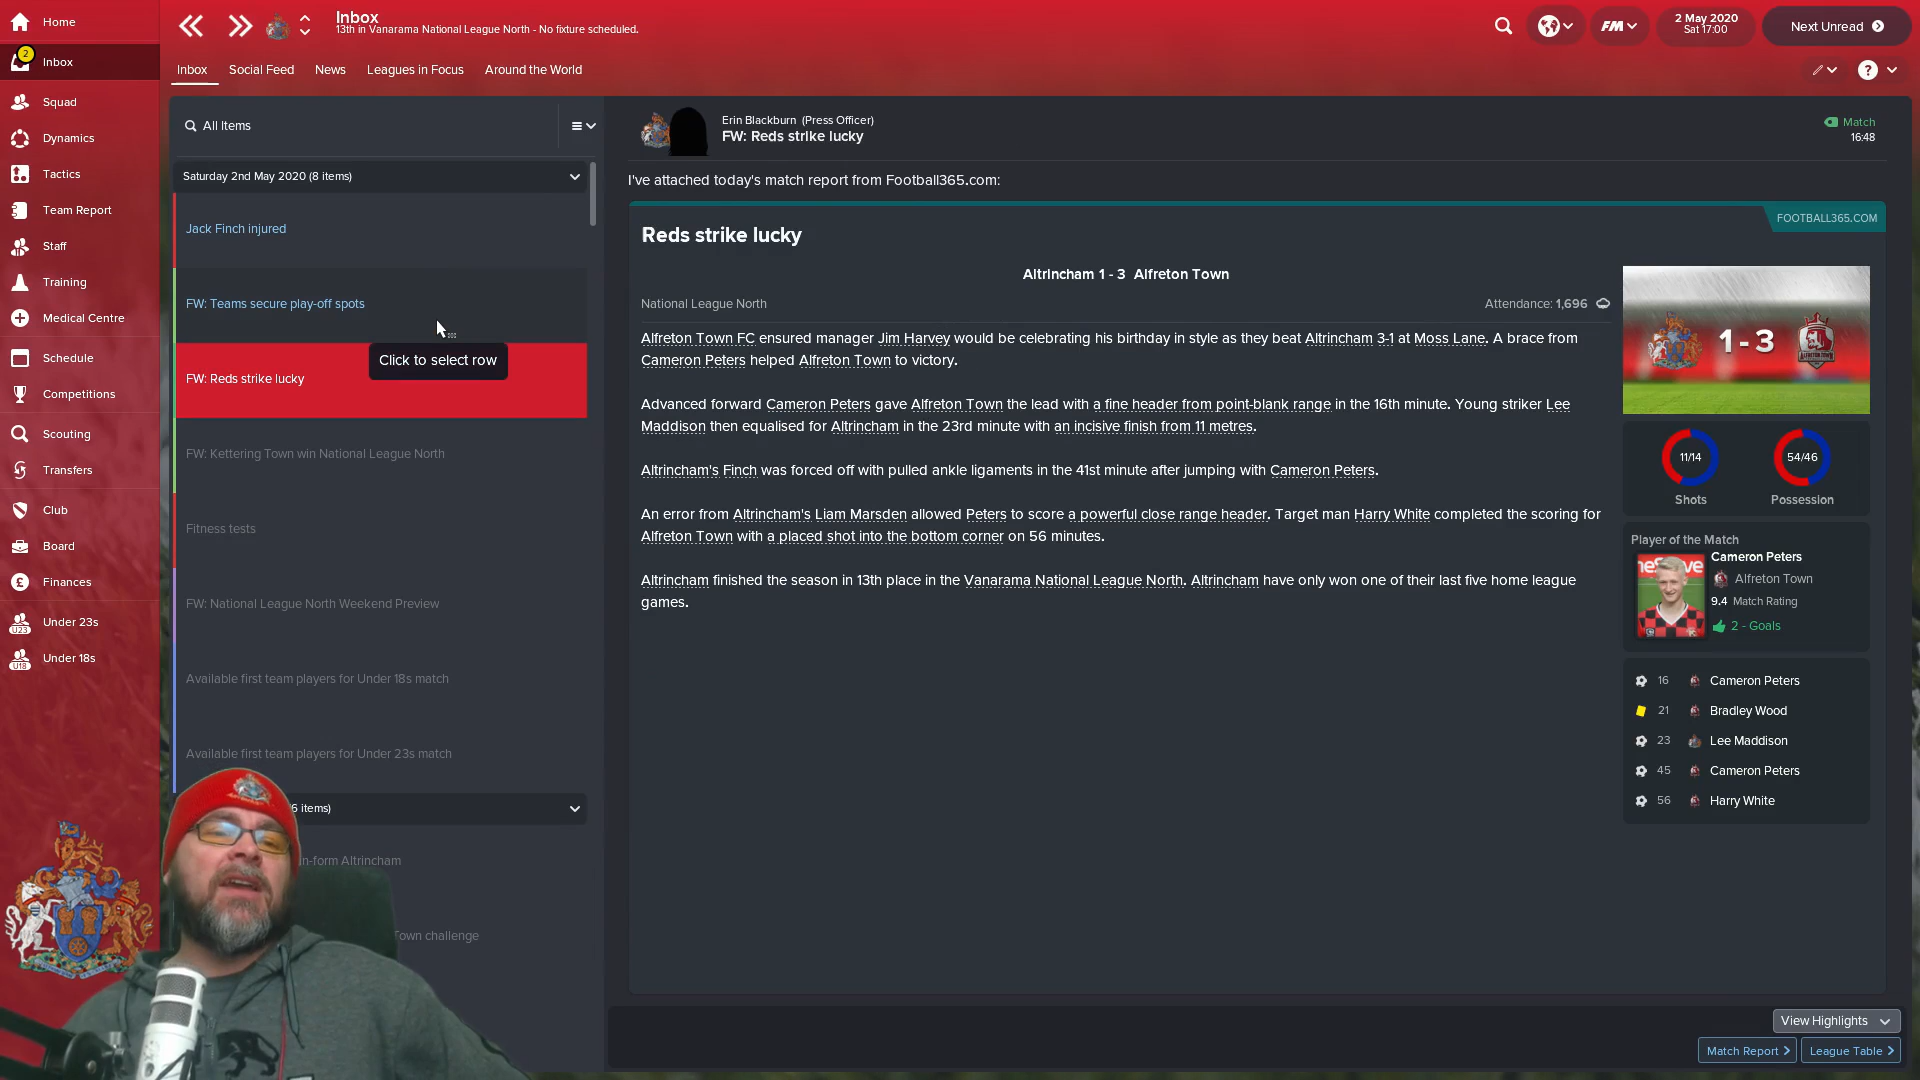 Home
Inbox
2
Squad
Dynamics
Tactics
Team Report
Staff
Training
Medical Centre
Schedule
Competitions
Scouting
Transfers
Club
Board
Finances
Under 23s
U23
Under 18s
U18
Inbox
13th in Vanarama National League North - No fixture scheduled.
FM
2 May 2020
Sat 17:00
Next Unread
Inbox
Social Feed
News
Leagues in Focus
Around the World
?
All Items
Saturday 2nd May 2020 (8 items)
Jack Finch injured
FW: Teams secure play-off spots
Click to select row
FW: Reds strike lucky
FW: Kettering Town win National League North
Fitness tests
FW: National League North Weekend Preview
Available first team players for Under 18s match
Available first team players for Under 23s match
6 items)
in-form Altrincham
Town challenge
Erin Blackburn (Press Officer)
FW: Reds strike lucky
Match
16:48
I've attached today's match report from Football365.com:
FOOTBALL365.COM
Reds strike lucky
Altrincham 1 - 3 Alfreton Town
National League North
Attendance: 1,696
Alfreton Town FC ensured manager Jim Harvey would be celebrating his birthday in style as they beat Altrincham 3-1 at Moss Lane. A brace from
Cameron Peters helped Alfreton Town to victory.
Advanced forward Cameron Peters gave Alfreton Town the lead with a fine header from point-blank range in the 16th minute. Young striker Lee
Maddison then equalised for Altrincham in the 23rd minute with an incisive finish from 11 metres.
Altrincham's Finch was forced off with pulled ankle ligaments in the 41st minute after jumping with Cameron Peters.
An error from Altrincham's Liam Marsden allowed Peters to score a powerful close range header. Target man Harry White completed the scoring for
Alfreton Town with a placed shot into the bottom corner on 56 minutes.
Altrincham finished the season in 13th place in the Vanarama National League North. Altrincham have only won one of their last five home league
games.
1 - 3
11/14
Shots
54/46
Possession
Player of the Match
Cameron Peters
Alfreton Town
9.4 Match Rating
2 - Goals
16 Cameron Peters
21 Bradley Wood
23 Lee Maddison
45 Cameron Peters
56 Harry White
View Highlights
Match Report
League Table